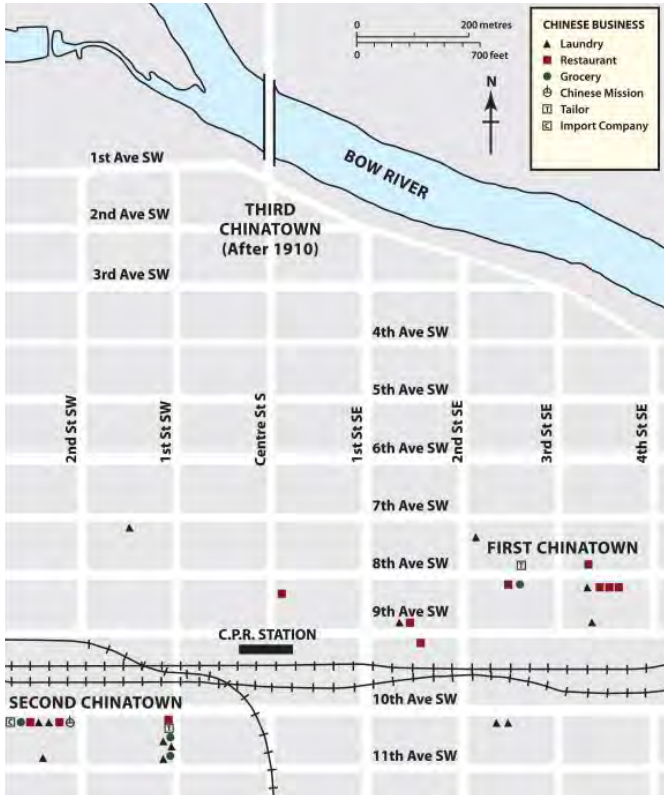 0 200 metres
0 700 feet
N
CHINESE BUSINESS
Laundry
Restaurant
Grocery
Chinese Mission
T Tailor
C Import Company
BOW RIVER
1st Ave SW
2nd Ave SW
THIRD
CHINATOWN
(After 1910)
3rd Ave SW
4th Ave SW
5th Ave SW
2nd St SW
1st St SW
Centre St S
1st St SE
2nd St SE
3rd St SE
4th St SE
6th Ave SW
7th Ave SW
FIRST CHINATOWN
8th Ave SW
T
9th Ave SW
C.P.R. STATION
10th Ave SW
SECOND CHINATOWN
C
T
11th Ave SW